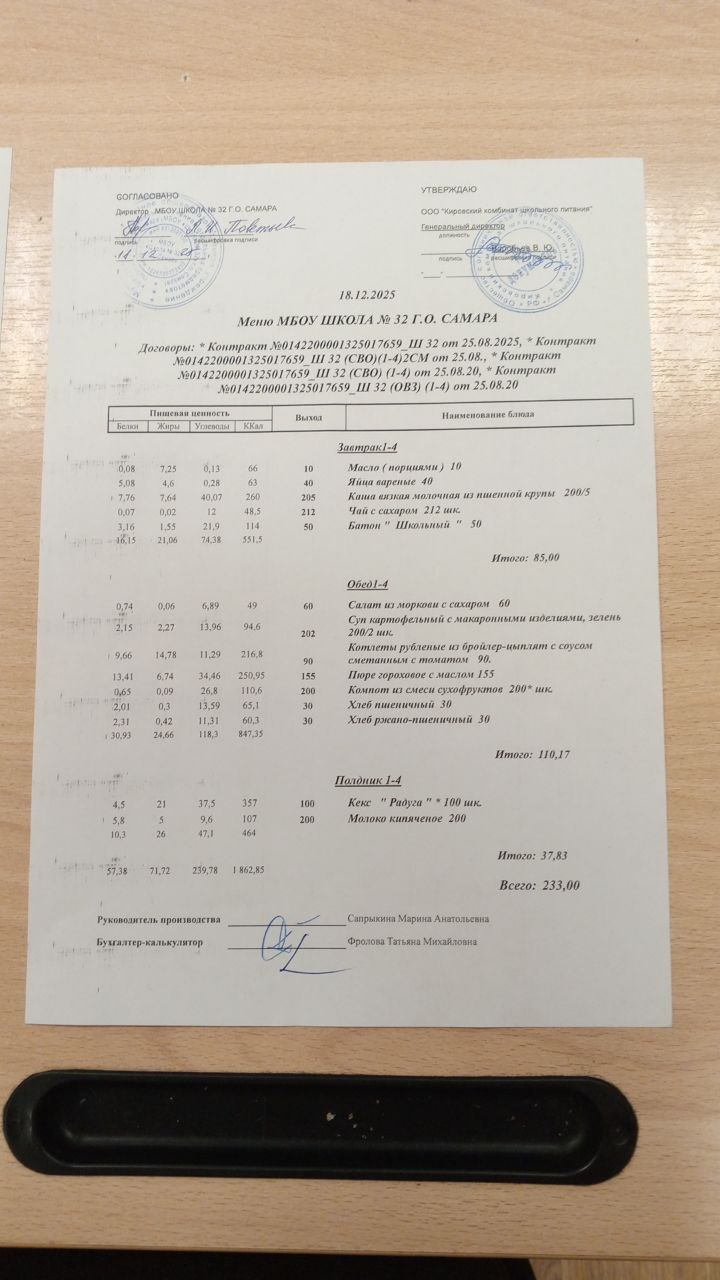 СОГЛАСОВАНО
Директор МБОУ ШКОЛА № 32 Г.О. САМАРА
подпись расшифровка подписи
УТВЕРЖДАЮ
ООО "Кировский комбинат школьного питания"
Генеральный директор
должность
Воробьев В. Ю.
подпись расшифровка подписи
18.12.2025
Меню МБОУ ШКОЛА № 32 Г.О. САМАРА
Договоры: * Контракт №0142200001325017659_Ш 32 от 25.08.2025, * Контракт
№0142200001325017659_Ш 32 (СВО)(1-4)2СМ от 25.08., * Контракт
№0142200001325017659_Ш 32 (СВО) (1-4) от 25.08.20, * Контракт
№0142200001325017659_Ш 32 (ОВЗ) (1-4) от 25.08.20
Пищевая ценность Выход Наименование блюда
Белки Жиры Углеводы ККал
Завтрак1-4
0,08 7,25 0,13 66 10 Масло ( порциями ) 10
5,08 4,6 0,28 63 40 Яйца вареные 40
7,76 7,64 40,07 260 205 Каша вязкая молочная из пшенной крупы 200/5
0,07 0,02 12 48,5 212 Чай с сахаром 212 шк.
3,16 1,55 21,9 114 50 Батон " Школьный " 50
16,15 21,06 74,38 551,5
Итого: 85,00
Обед1-4
0,74 0,06 6,89 49 60 Салат из моркови с сахаром 60
2,15 2,27 13,96 94,6 202 Суп картофельный с макаронными изделиями, зелень
200/2 шк.
9,66 14,78 11,29 216,8 90 Котлеты рубленые из бройлер-цыплят с соусом
сметанным с томатом 90.
13,41 6,74 34,46 250,95 155 Пюре гороховое с маслом 155
0,65 0,09 26,8 110,6 200 Компот из смеси сухофруктов 200* шк.
2,01 0,3 13,59 65,1 30 Хлеб пшеничный 30
2,31 0,42 11,31 60,3 30 Хлеб ржано-пшеничный 30
30,93 24,66 118,3 847,35
Итого: 110,17
Полдник 1-4
4,5 21 37,5 357 100 Кекс " Радуга " * 100 шк.
5,8 5 9,6 107 200 Молоко кипяченое 200
10,3 26 47,1 464
Итого: 37,83
57,38 71,72 239,78 1 862,85
Всего: 233,00
Руководитель производства Сапрыкина Марина Анатольевна
Бухгалтер-калькулятор Фролова Татьяна Михайловна